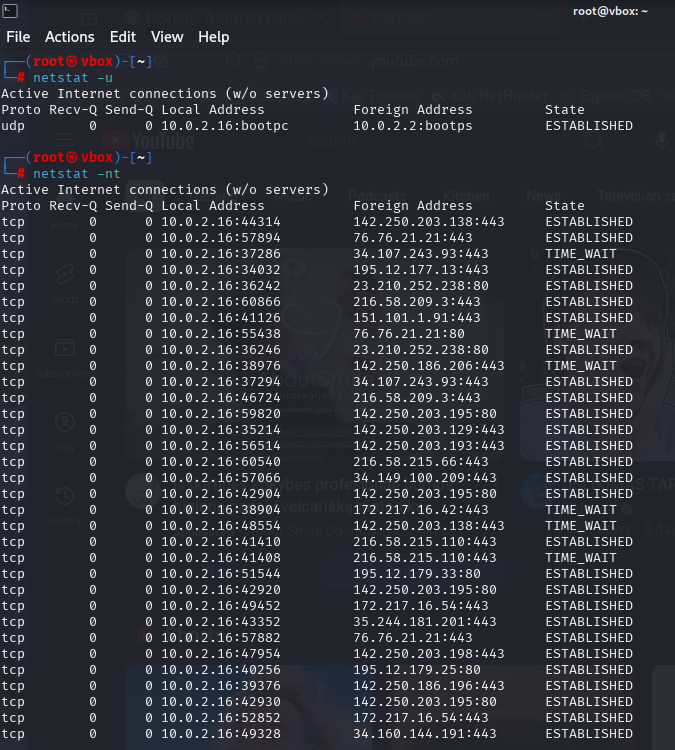 root@vbox: ~
File Actions Edit View Help
┌──(root㉿vbox)-[~]
└─# netstat -u
Active Internet connections (w/o servers)
Proto Recv-Q Send-Q Local Address Foreign Address State
udp 0 0 10.0.2.16:bootpc 10.0.2.2:bootps ESTABLISHED
┌──(root㉿vbox)-[~]
└─# netstat -nt
Active Internet connections (w/o servers)
Proto Recv-Q Send-Q Local Address Foreign Address State
tcp 0 0 10.0.2.16:44314 142.250.203.138:443 ESTABLISHED
tcp 0 0 10.0.2.16:57894 76.76.21.21:443 ESTABLISHED
tcp 0 0 10.0.2.16:37286 34.107.243.93:443 TIME_WAIT
tcp 0 0 10.0.2.16:34032 195.12.177.13:443 ESTABLISHED
tcp 0 0 10.0.2.16:36242 23.210.252.238:80 ESTABLISHED
tcp 0 0 10.0.2.16:60866 216.58.209.3:443 ESTABLISHED
tcp 0 0 10.0.2.16:41126 151.101.1.91:443 ESTABLISHED
tcp 0 0 10.0.2.16:55438 76.76.21.21:80 TIME_WAIT
tcp 0 0 10.0.2.16:36246 23.210.252.238:80 ESTABLISHED
tcp 0 0 10.0.2.16:38976 142.250.186.206:443 TIME_WAIT
tcp 0 0 10.0.2.16:37294 34.107.243.93:443 ESTABLISHED
tcp 0 0 10.0.2.16:46724 216.58.209.3:443 ESTABLISHED
tcp 0 0 10.0.2.16:59820 142.250.203.195:80 ESTABLISHED
tcp 0 0 10.0.2.16:35214 142.250.203.129:443 ESTABLISHED
tcp 0 0 10.0.2.16:56514 142.250.203.193:443 ESTABLISHED
tcp 0 0 10.0.2.16:60540 216.58.215.66:443 ESTABLISHED
tcp 0 0 10.0.2.16:57066 34.149.100.209:443 ESTABLISHED
tcp 0 0 10.0.2.16:42904 142.250.203.195:80 ESTABLISHED
tcp 0 0 10.0.2.16:38904 172.217.16.42:443 TIME_WAIT
tcp 0 0 10.0.2.16:48554 142.250.203.138:443 TIME_WAIT
tcp 0 0 10.0.2.16:41410 216.58.215.110:443 ESTABLISHED
tcp 0 0 10.0.2.16:41408 216.58.215.110:443 TIME_WAIT
tcp 0 0 10.0.2.16:51544 195.12.179.33:80 ESTABLISHED
tcp 0 0 10.0.2.16:42920 142.250.203.195:80 ESTABLISHED
tcp 0 0 10.0.2.16:49452 172.217.16.54:443 ESTABLISHED
tcp 0 0 10.0.2.16:43352 35.244.181.201:443 ESTABLISHED
tcp 0 0 10.0.2.16:57882 76.76.21.21:443 ESTABLISHED
tcp 0 0 10.0.2.16:47954 142.250.203.198:443 ESTABLISHED
tcp 0 0 10.0.2.16:40256 195.12.179.25:80 ESTABLISHED
tcp 0 0 10.0.2.16:39376 142.250.186.196:443 ESTABLISHED
tcp 0 0 10.0.2.16:42930 142.250.203.195:80 ESTABLISHED
tcp 0 0 10.0.2.16:52852 172.217.16.54:443 ESTABLISHED
tcp 0 0 10.0.2.16:49328 34.160.144.191:443 ESTABLISHED